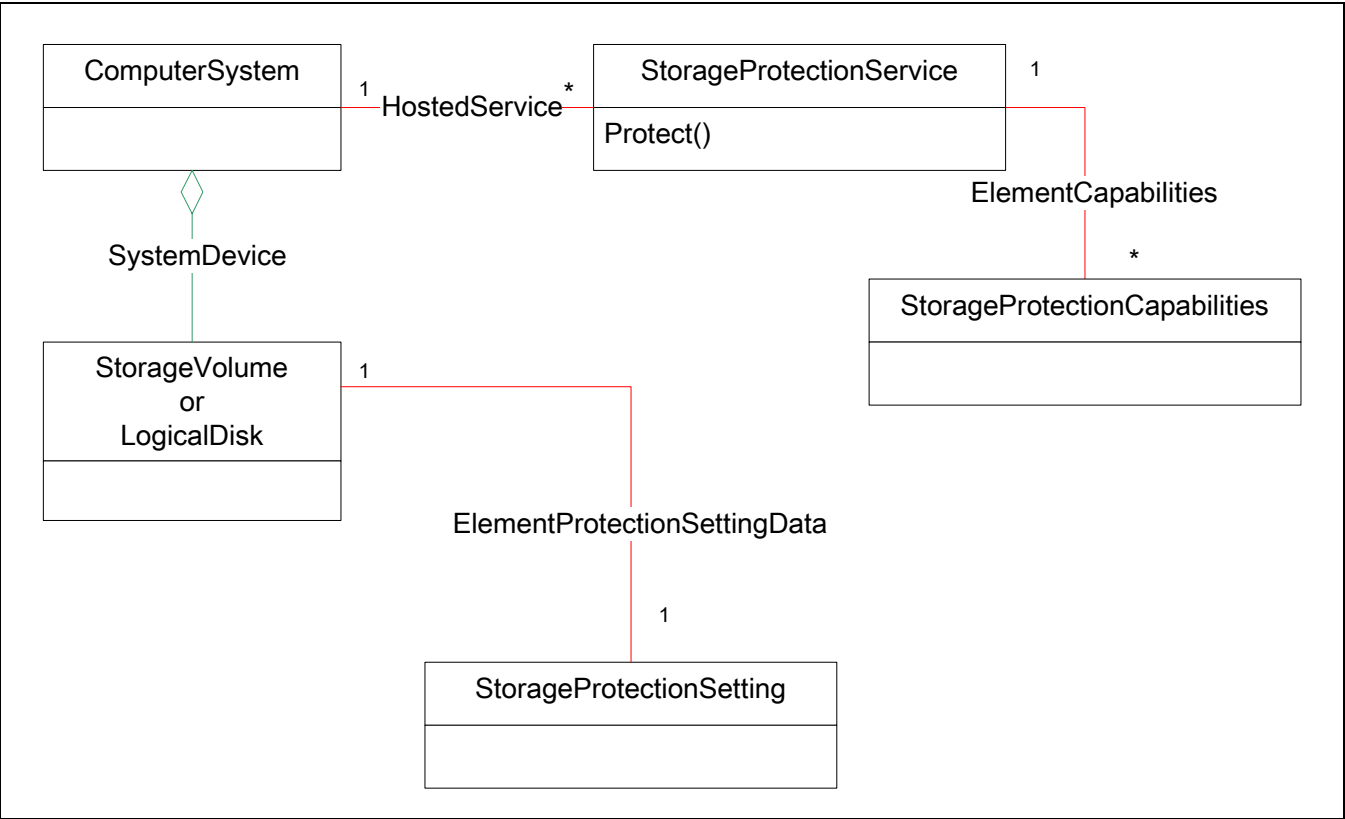 ComputerSystem
1
HostedService
*
StorageProtectionService
Protect()
1
ElementCapabilities
*
StorageProtectionCapabilities
SystemDevice
StorageVolume
or
LogicalDisk
1
ElementProtectionSettingData
1
StorageProtectionSetting